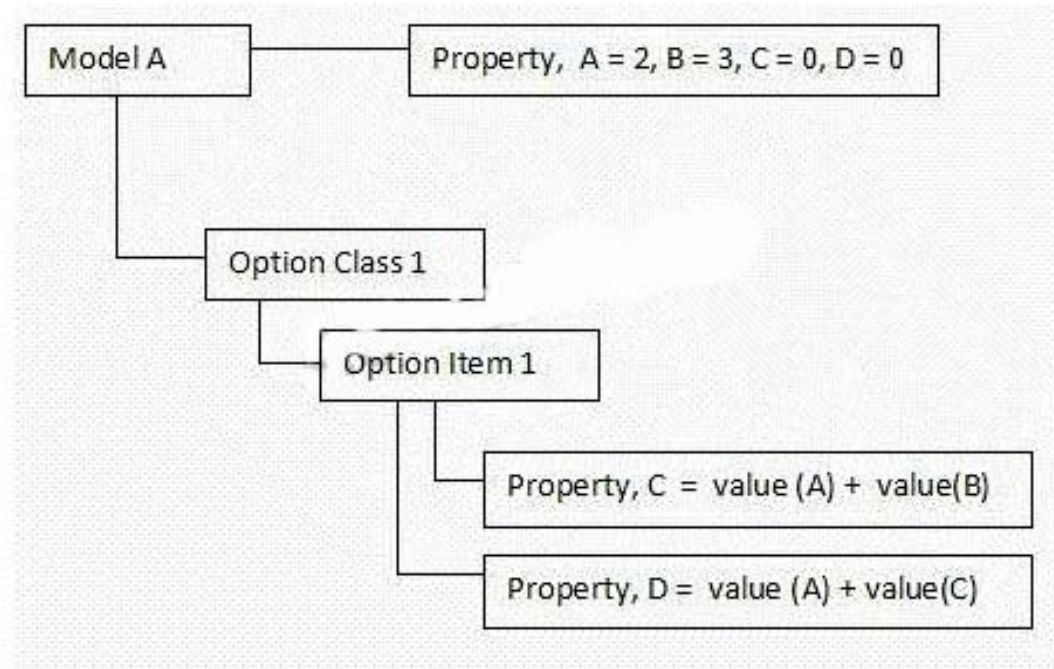 Model A
Property, A = 2, B = 3, C = 0, D = 0
Option Class 1
Option Item 1
Property, C = value (A) + value(B)
Property, D = value (A) + value(C)